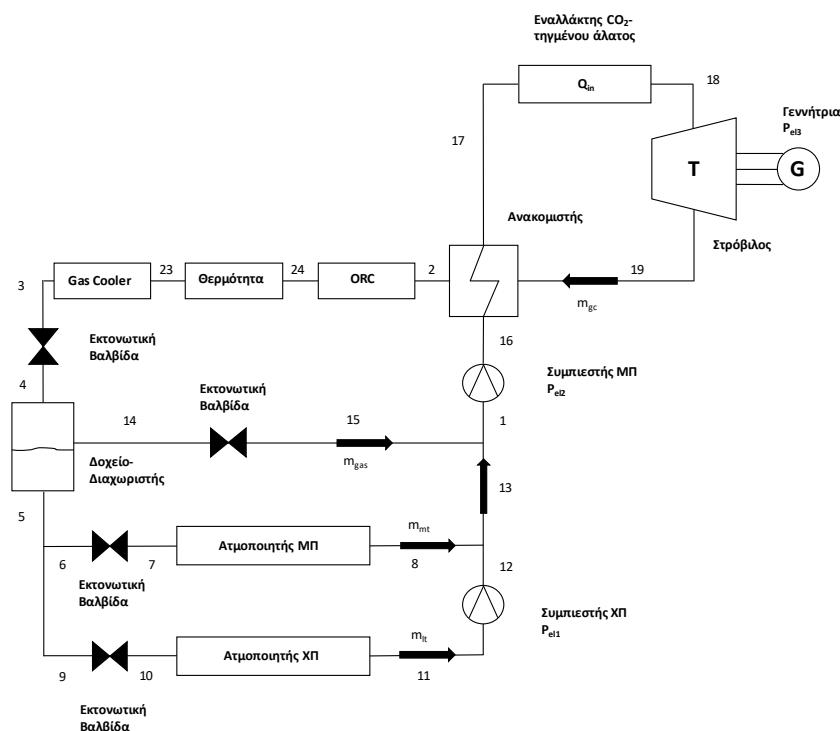 Εναλλάκτης CO₂-
τηγμένου άλατος
18
Q_in
Γεννήτρια
P_el3
17
T
G
Ανακομιστής
Στρόβιλος
3
Gas Cooler
23
Θερμότητα
24
ORC
2
19
m_gc
16
Εκτονωτική
Βαλβίδα
Συμπιεστής ΜΠ
P_el2
4
Εκτονωτική
Βαλβίδα
14
15
1
m_gas
Δοχείο-
Διαχωριστής
13
5
Ατμοποιητής ΜΠ
m_mt
6
7
8
12
Εκτονωτική
Βαλβίδα
Συμπιεστής ΧΠ
P_el1
Ατμοποιητής ΧΠ
m_lt
9
10
11
Εκτονωτική
Βαλβίδα